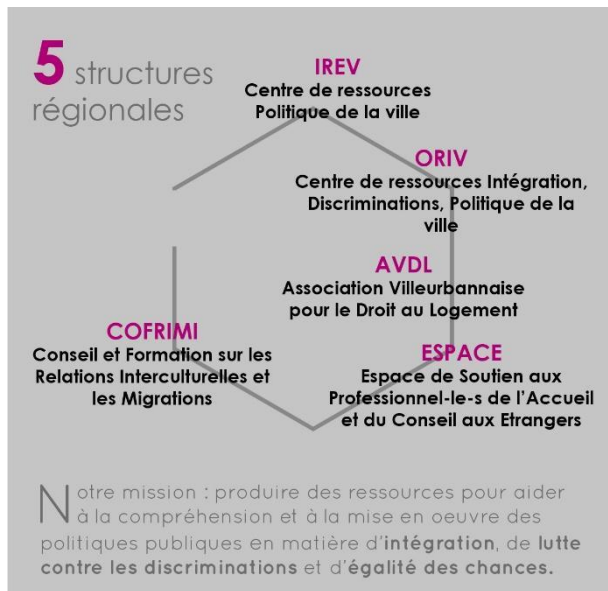 5 structures
régionales
IREV
Centre de ressources
Politique de la ville
ORIV
Centre de ressources Intégration,
Discriminations, Politique de la
ville
AVDL
Association Villeurbannaise
pour le Droit au Logement
COFRIMI
Conseil et Formation sur les
Relations Interculturelles et
les Migrations
ESPACE
Espace de Soutien aux
Professionnel-le-s de l'Accueil
et du Conseil aux Etrangers
Notre mission : produire des ressources pour aider
à la compréhension et à la mise en oeuvre des
politiques publiques en matière d'intégration, de lutte
contre les discriminations et d'égalité des chances.